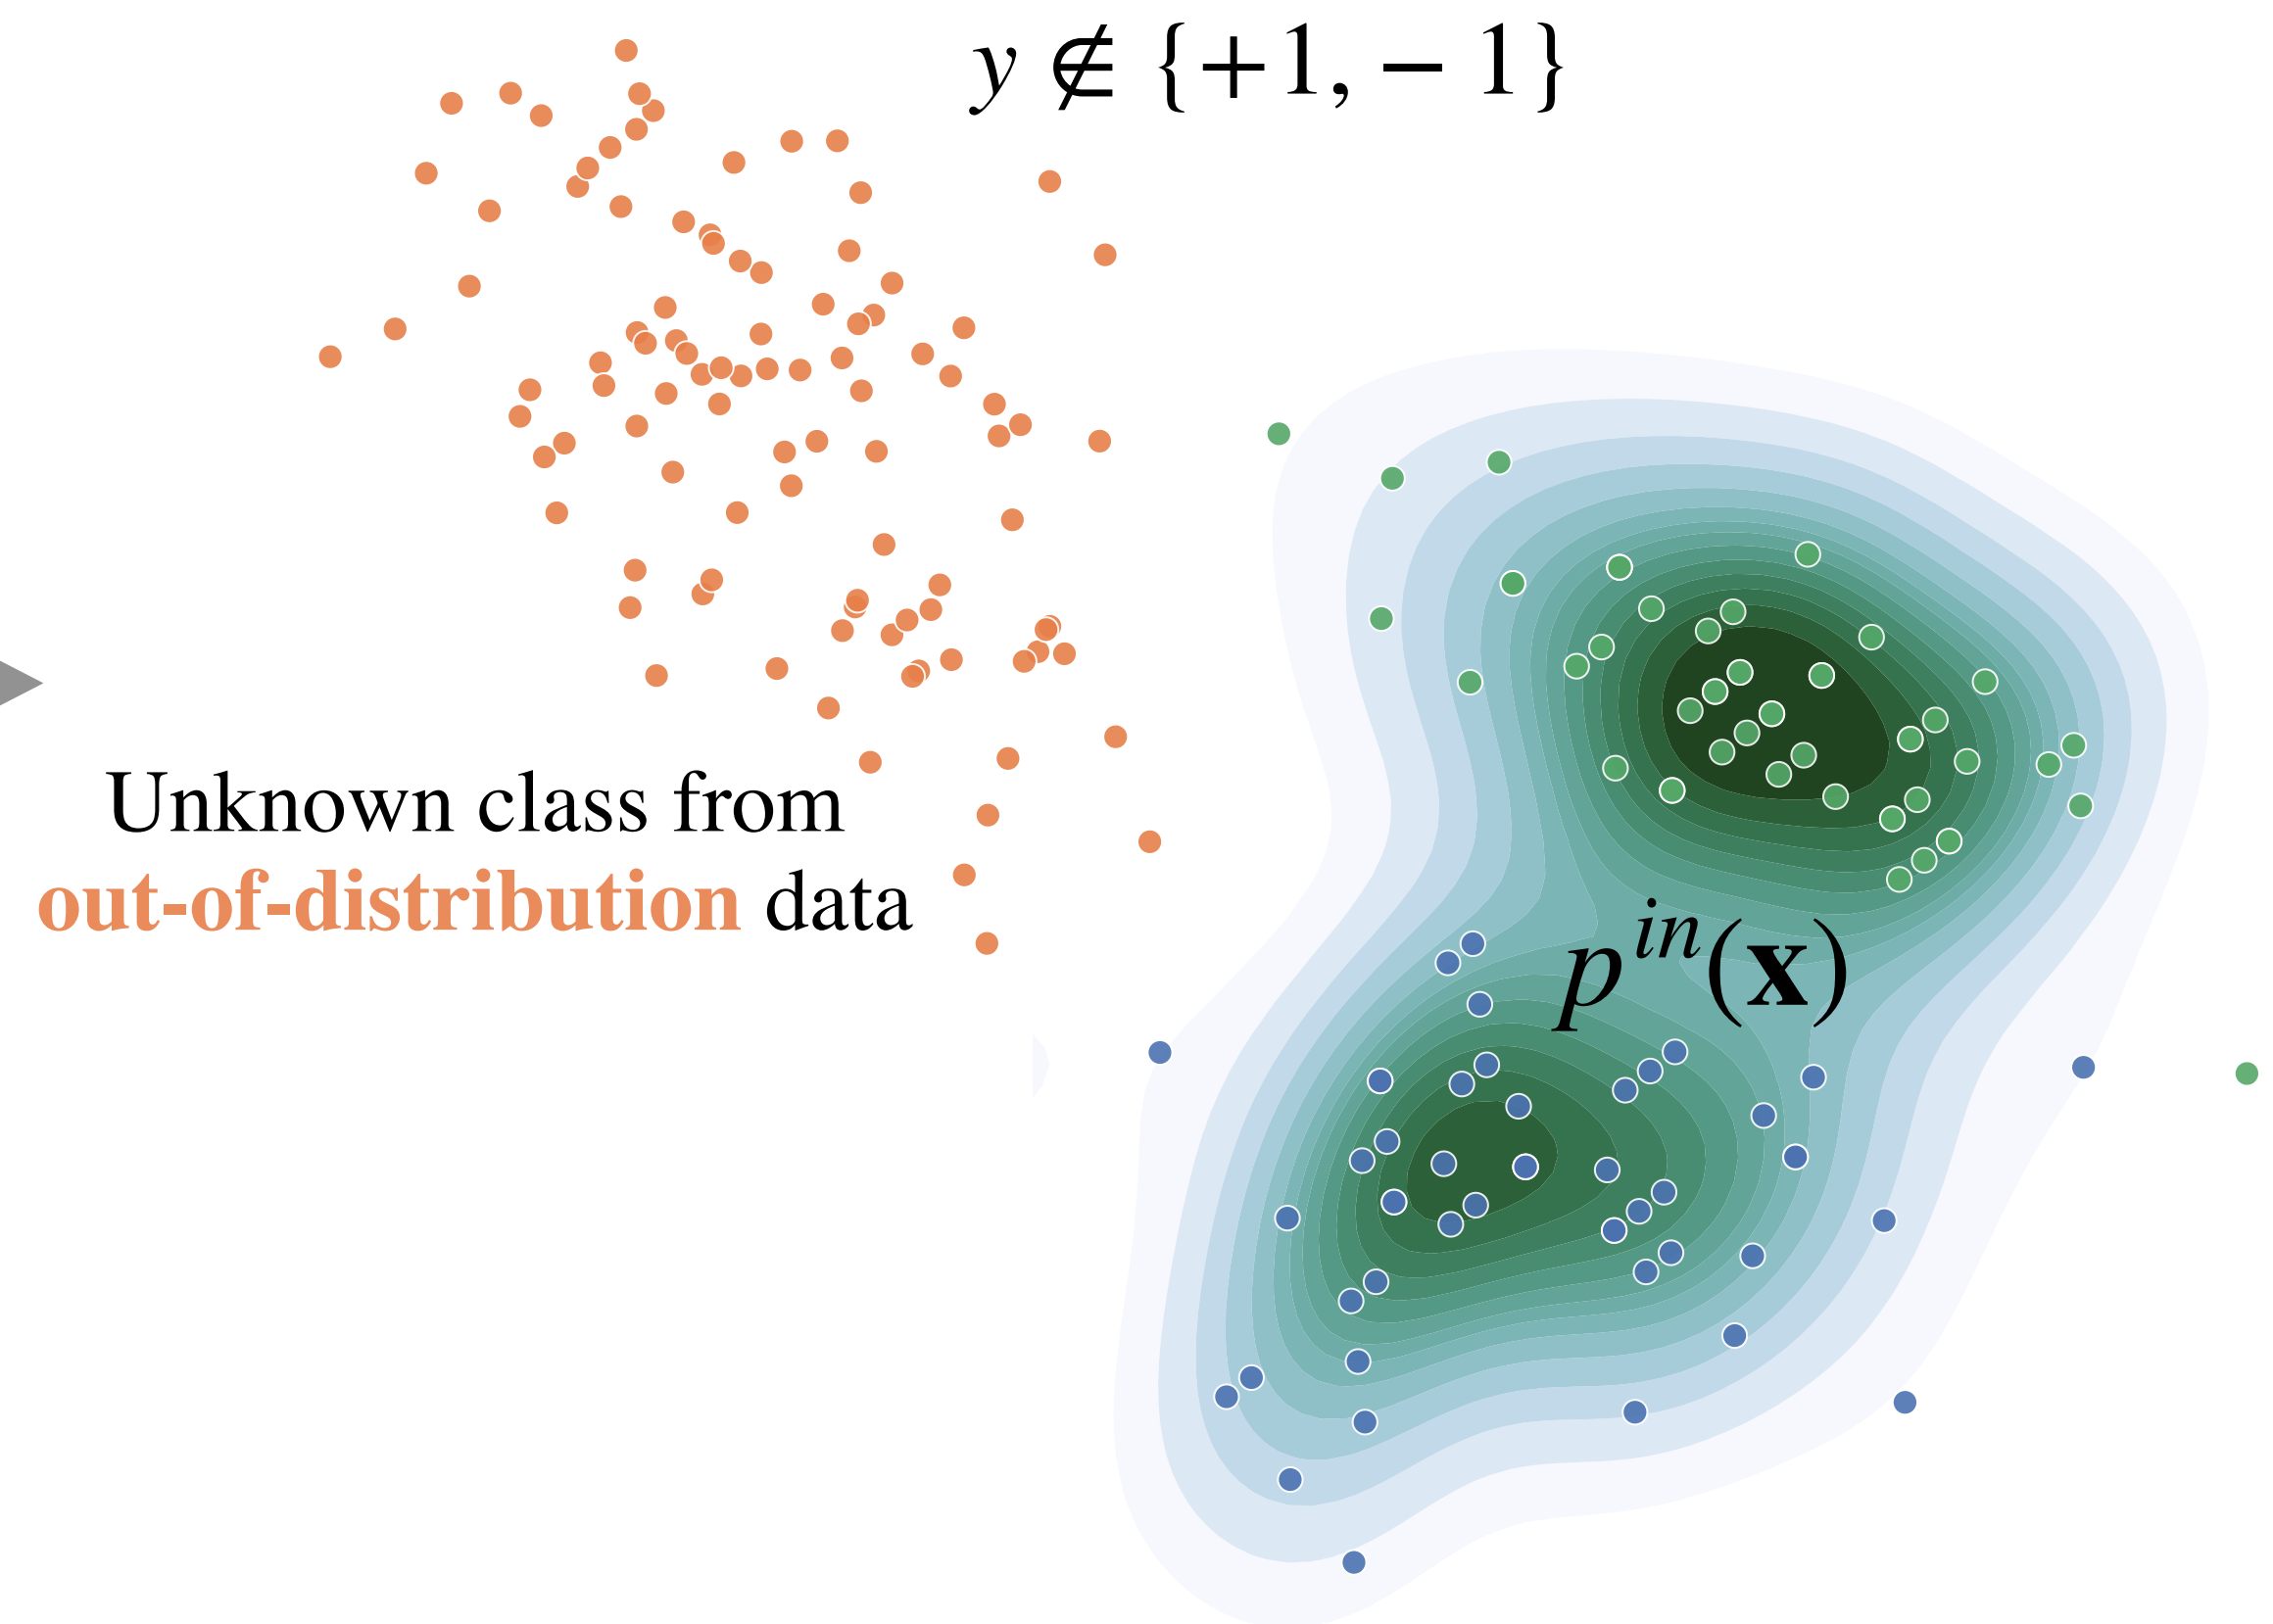 y ∉ {+1, − 1}
Unknown class from
out-of-distribution data
p^{in}(x)